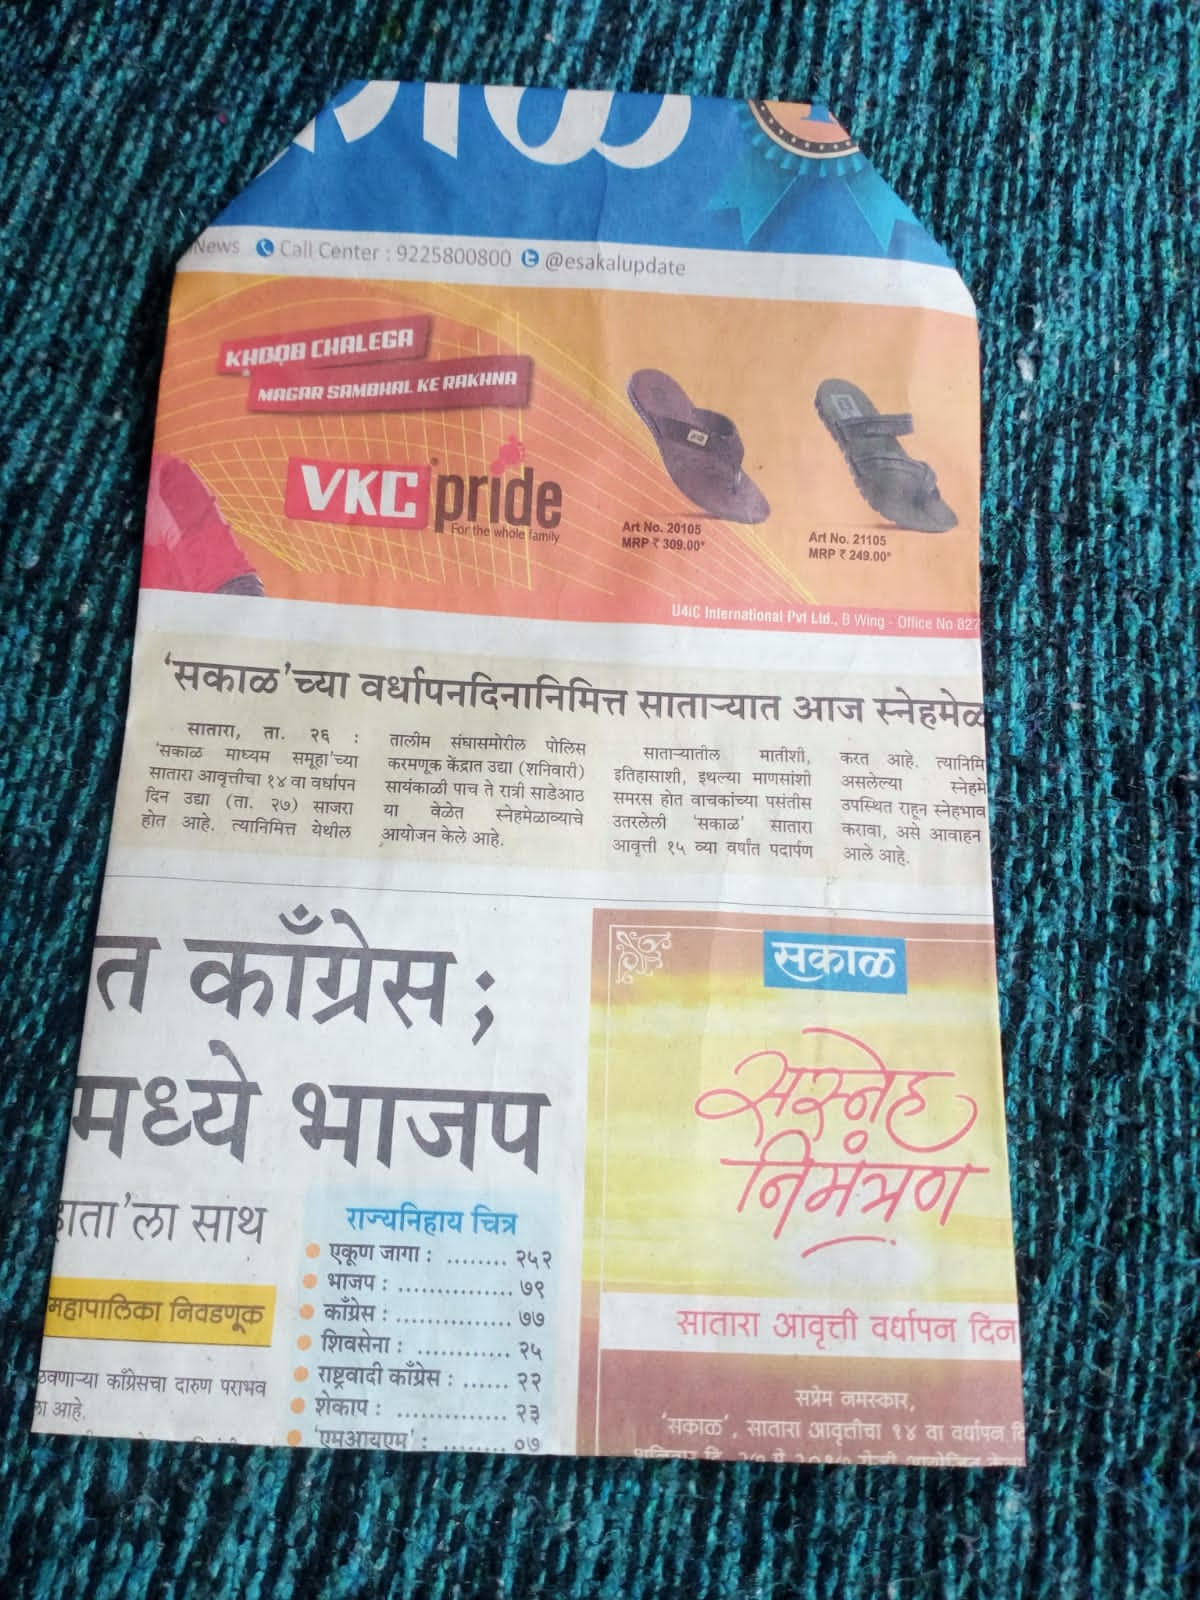 News Call Center : 9225800800 @esakalupdate
KHOOB CHALEGA
MAGAR SAMBHAL KE RAKHNA
VKC pride
For the whole family
Art No. 20105
MRP ₹ 309.00*
Art No. 21105
MRP ₹ 249.00*
U4iC International Pvt Ltd., B Wing - Office No 827
'सकाळ'च्या वर्धापनदिनानिमित्त साताऱ्यात आज स्नेहमेळ
सातारा, ता. २६ :
'सकाळ माध्यम समूहा'च्या
सातारा आवृत्तीचा १४ वा वर्धापन
दिन उद्या (ता. २७) साजरा
होत आहे. त्यानिमित्त येथील
तालीम संघासमोरील पोलिस
करमणूक केंद्रात उद्या (शनिवारी)
सायंकाळी पाच ते रात्री साडेआठ
या वेळेत स्नेहमेळाव्याचे
आयोजन केले आहे.
साताऱ्यातील मातीशी,
इतिहासाशी, इथल्या माणसांशी
समरस होत वाचकांच्या पसंतीस
उतरलेली 'सकाळ' सातारा
आवृत्ती १५ व्या वर्षात पदार्पण
करत आहे. त्यानिमि
असलेल्या स्नेहमे
उपस्थित राहून स्नेहभाव
करावा, असे आवाहन
आले आहे.
त काँग्रेस;
मध्ये भाजप
हाता'ला साथ
महापालिका निवडणूक
ठवणाऱ्या काँग्रेसचा दारुण पराभव
ला आहे.
राज्यनिहाय चित्र
एकूण जागा : ........ २५२
भाजप : ............... ७९
काँग्रेस : ............... ७७
शिवसेना : ............ २५
राष्ट्रवादी काँग्रेस : ...... २२
शेकाप : ............... २३
'एमआयएम' : ........ ०७
सकाळ
सस्नेह
निमंत्रण
सातारा आवृत्ती वर्धापन दिन
सप्रेम नमस्कार,
'सकाळ', सातारा आवृत्तीचा १४ वा वर्धापन दि